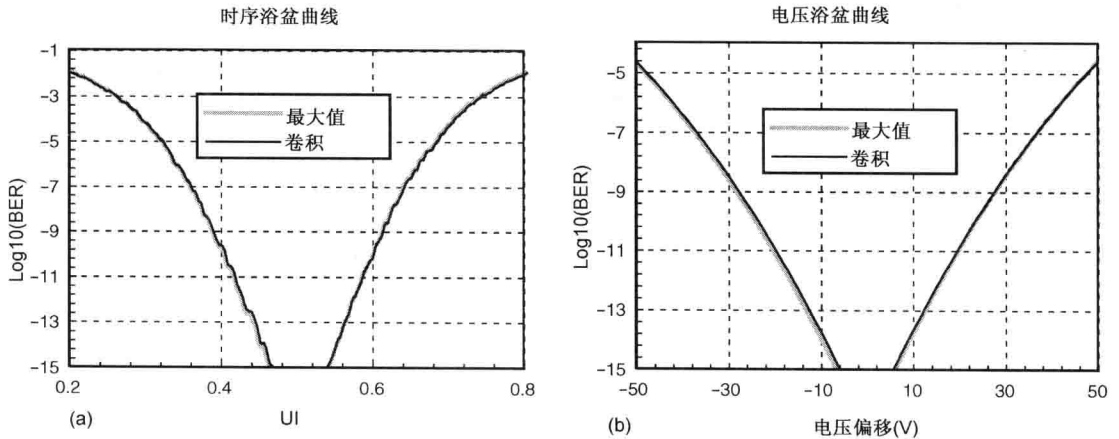 时序浴盆曲线
-1
-3
-5
-7
-9
-11
-13
-15
Log10(BER)
最大值
卷积
0.2
0.4
0.6
0.8
UI
(a)
电压浴盆曲线
-5
-7
-9
-11
-13
-15
Log10(BER)
最大值
卷积
-50
-30
-10
10
30
50
电压偏移(V)
(b)